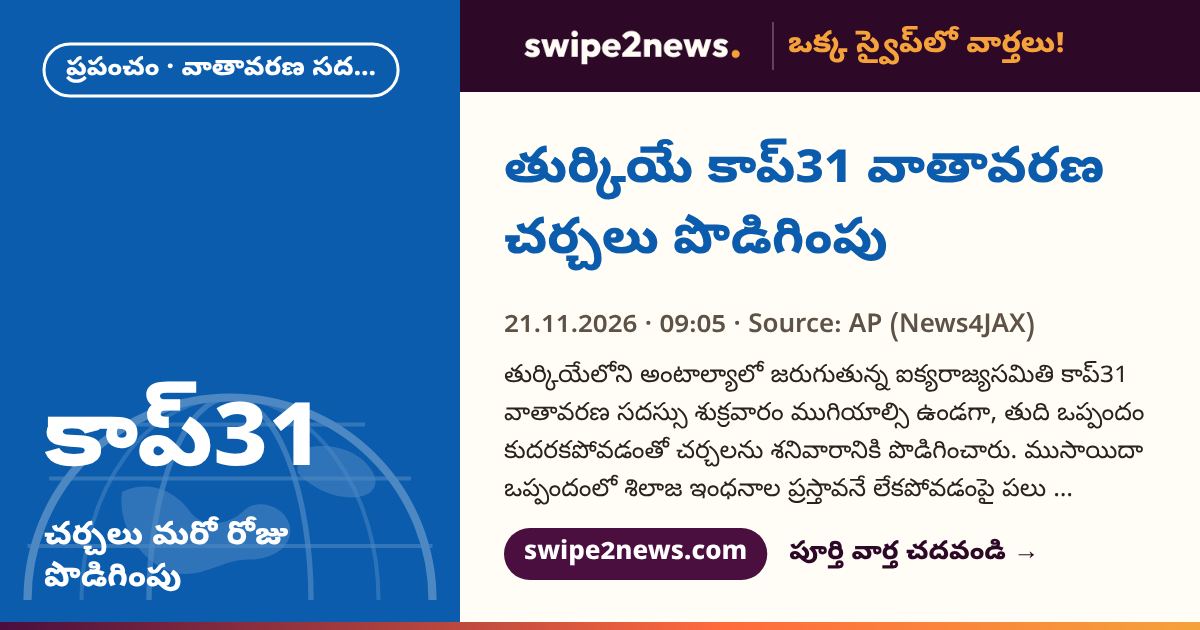 ప్రపంచం · వాతావరణ సద...
కాప్31
చర్చలు మరో రోజు
పొడిగింపు
swipe2news.
ఒక్క స్వైప్‌లో వార్తలు!
తుర్కియే కాప్31 వాతావరణ
చర్చలు పొడిగింపు
21.11.2026 · 09:05 · Source: AP (News4JAX)
తుర్కియేలోని అంటాల్యాలో జరుగుతున్న ఐక్యరాజ్యసమితి కాప్31
వాతావరణ సదస్సు శుక్రవారం ముగియాల్సి ఉండగా, తుది ఒప్పందం
కుదరకపోవడంతో చర్చలను శనివారానికి పొడిగించారు. ముసాయిదా
ఒప్పందంలో శిలాజ ఇంధనాల ప్రస్తావనే లేకపోవడంపై పలు ...
swipe2news.com
పూర్తి వార్త చదవండి →